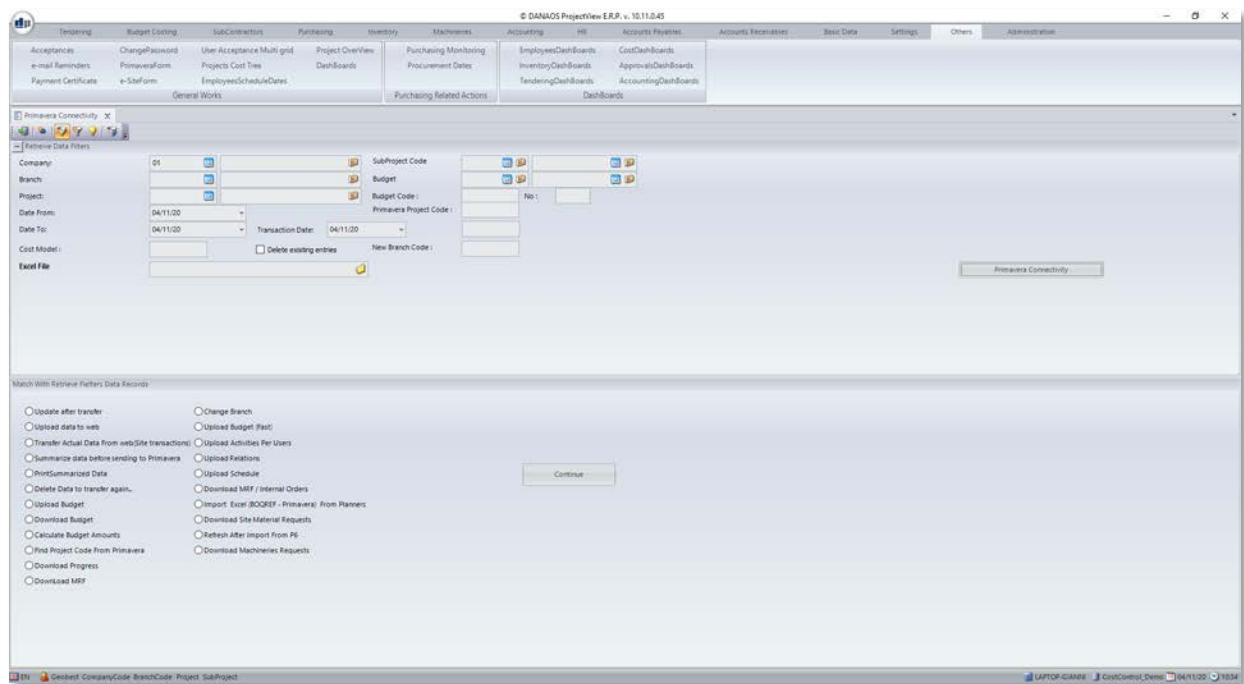 © DANAOS ProjectView E.R.P. v. 10.11.0.45
Tendering Budget Costing SubContractors Purchasing Inventory Machineries Accounting HR Accounts Payables Accounts Receivables Basic Data Settings Others Administration
Acceptances ChangePassword User Acceptance Multi grid Project OverView Purchasing Monitoring EmployeesDashBoards CostDashBoards
e-mail Reminders PrimaveraForm Projects Cost Tree DashBoards Procurement Dates InventoryDashBoards ApprovalsDashBoards
Payment Certificate e-SiteForm EmployeesScheduleDates TenderingDashBoards AccountingDashBoards
General Works Purchasing Related Actions DashBoards
Primavera Connectivity X
Retrieve Data Filters
Company: 01 SubProject Code
Branch: Budget
Project: Budget Code : No :
Date From: 04/11/20 Primavera Project Code :
Date To: 04/11/20 Transaction Date: 04/11/20
Cost Model : Delete existing entries New Branch Code :
Excel File Primavera Connectivity
Match With Retrieve Fielters Data Records
Update after transfer Change Branch
Upload data to web Upload Budget (Fast)
Transfer Actual Data From web(Site transactions) Upload Activities Per Users
Summarize data before sending to Primavera Upload Relations
PrintSummarized Data Upload Schedule Continue
Delete Data to transfer again.. Download MRF / Internal Orders
Upload Budget Import Excel (BOQREF - Primavera) From Planners
Download Budget Download Site Material Requests
Calculate Budget Amounts Refresh After Import From P6
Find Project Code From Primavera Download Machineries Requests
Download Progress
DownLoad MRF
EN Geobest CompanyCode BranchCode Project SubProject LAPTOP-GIANNI CostControl_Demo 04/11/20 10:34